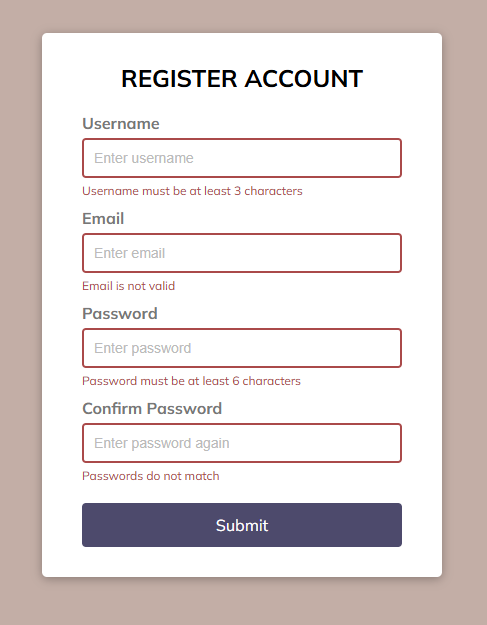 REGISTER ACCOUNT
Username
Enter username
Username must be at least 3 characters
Email
Enter email
Email is not valid
Password
Enter password
Password must be at least 6 characters
Confirm Password
Enter password again
Passwords do not match
Submit